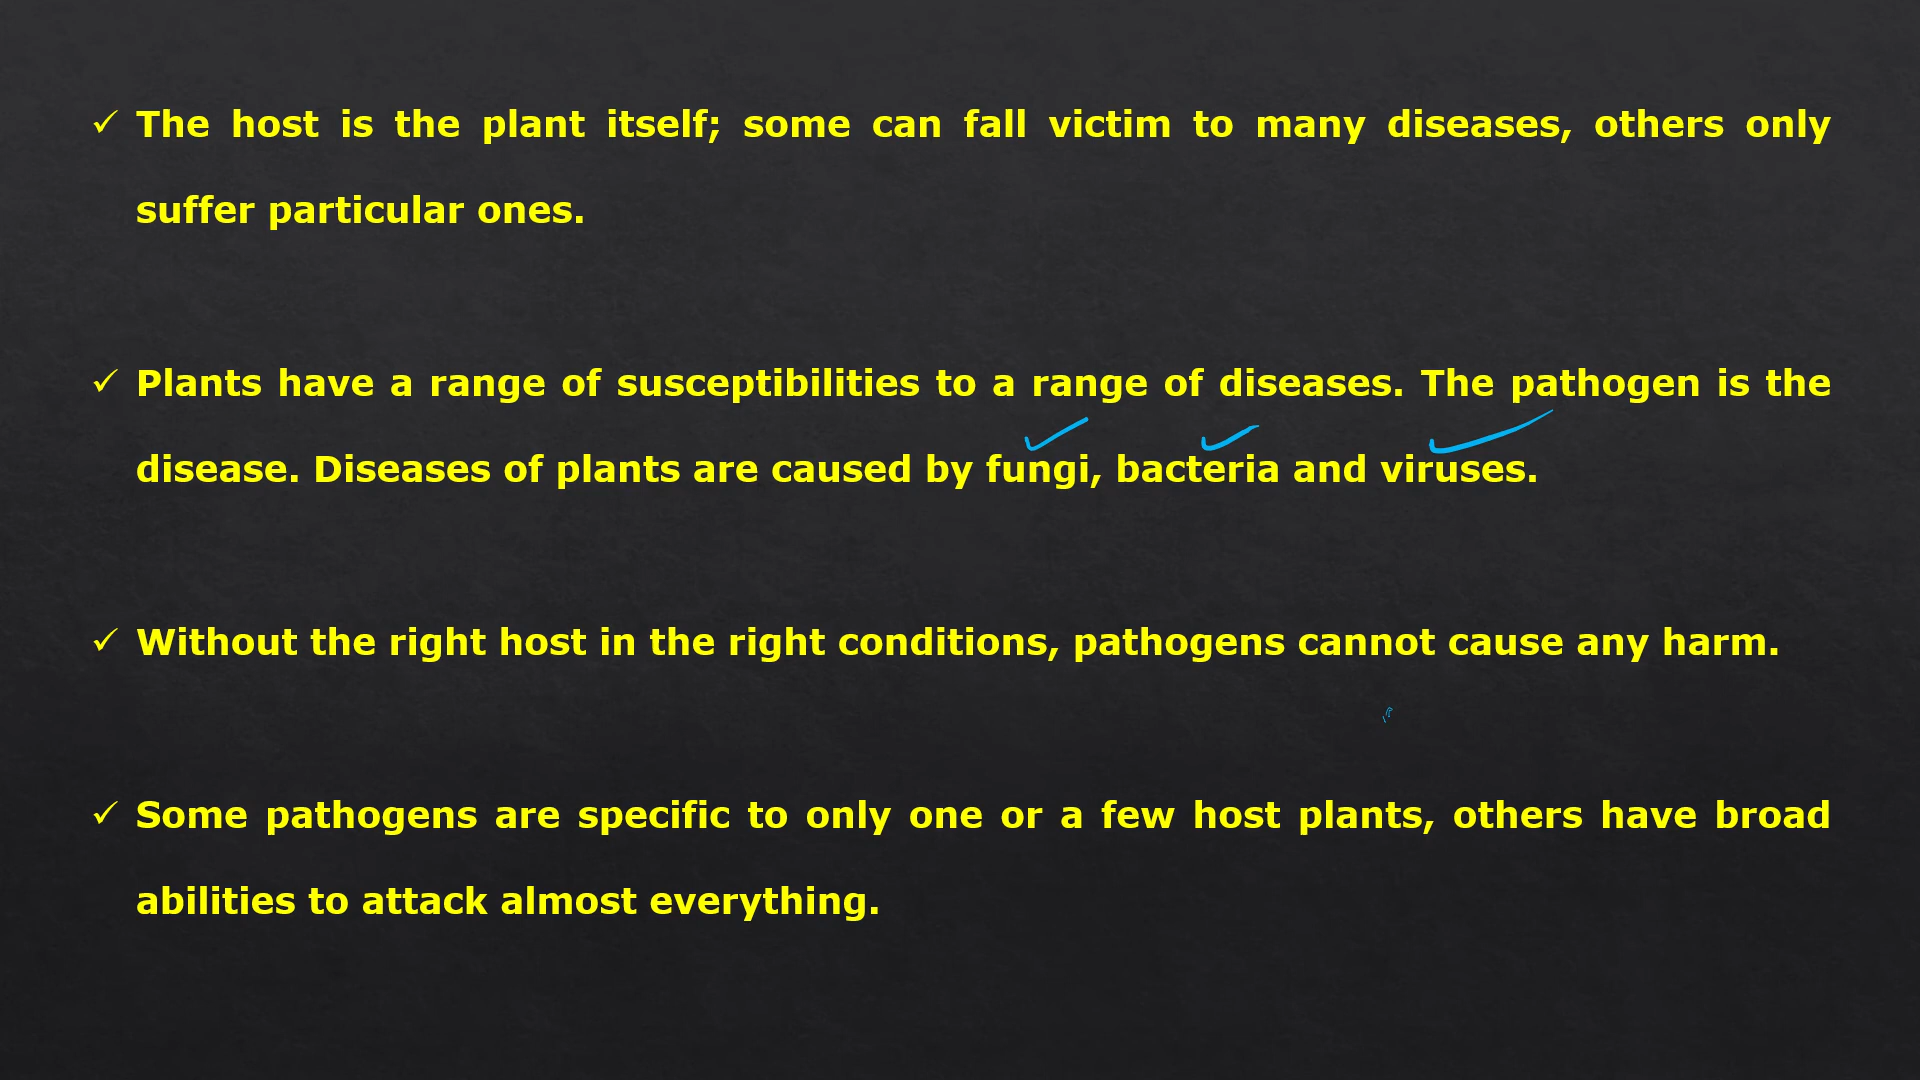 ✓ The host is the plant itself; some can fall victim to many diseases, others only
suffer particular ones.
✓ Plants have a range of susceptibilities to a range of diseases. The pathogen is the
disease. Diseases of plants are caused by fungi, bacteria and viruses.
✓ Without the right host in the right conditions, pathogens cannot cause any harm.
✓ Some pathogens are specific to only one or a few host plants, others have broad
abilities to attack almost everything.